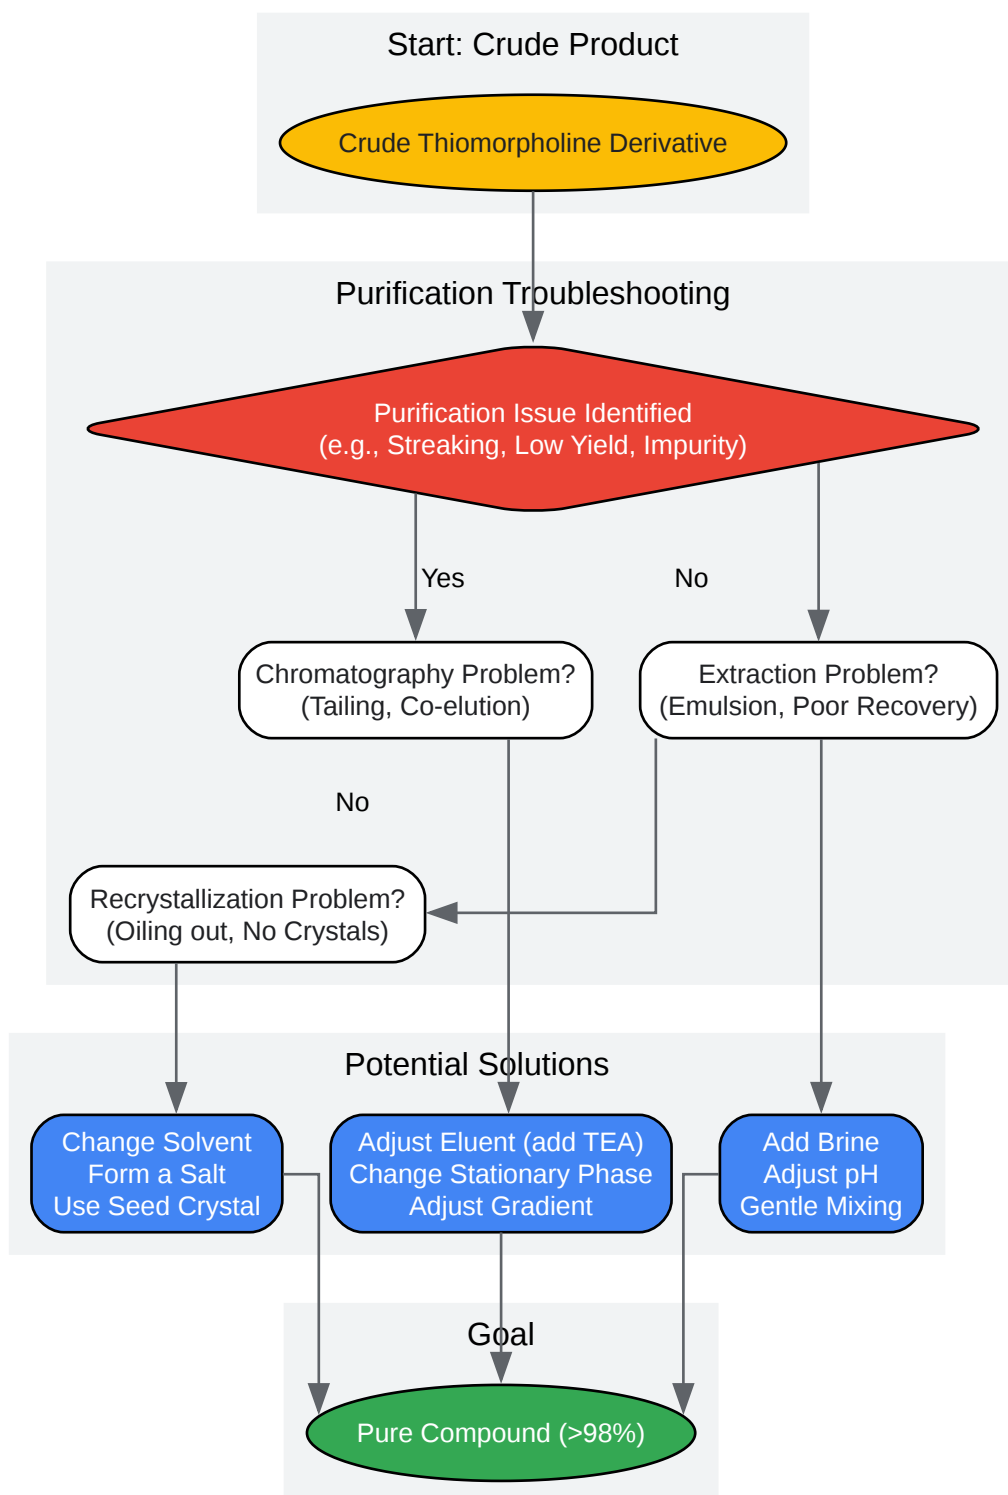 Start: Crude Product
Crude Thiomorpholine Derivative
Purification Troubleshooting
Purification Issue Identified
(e.g., Streaking, Low Yield, Impurity)
Yes
No
Chromatography Problem?
(Tailing, Co-elution)
Extraction Problem?
(Emulsion, Poor Recovery)
No
Recrystallization Problem?
(Oiling out, No Crystals)
Potential Solutions
Change Solvent
Form a Salt
Use Seed Crystal
Adjust Eluent (add TEA)
Change Stationary Phase
Adjust Gradient
Add Brine
Adjust pH
Gentle Mixing
Goal
Pure Compound (>98%)